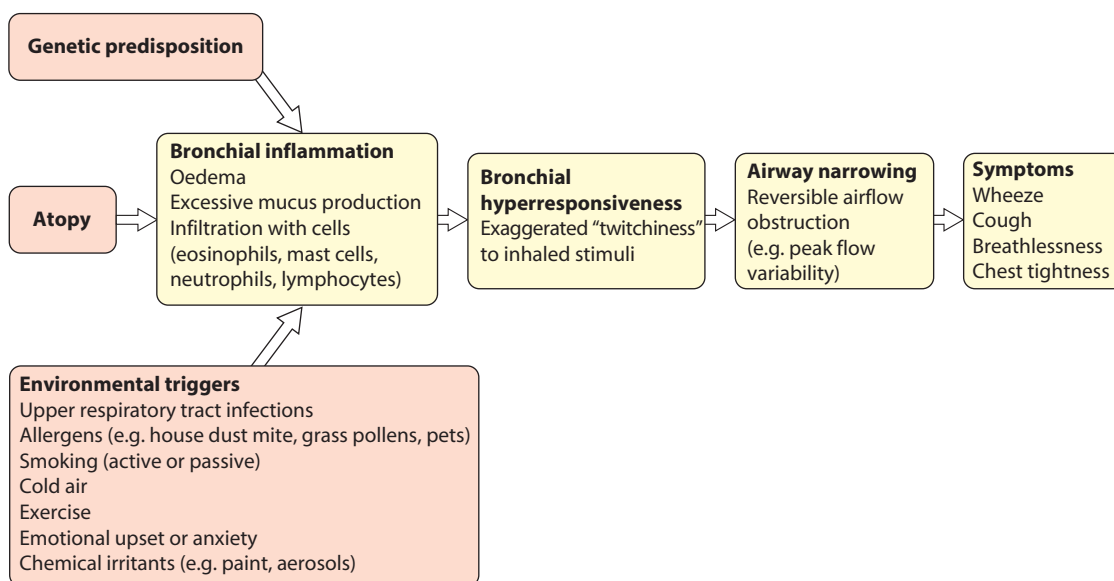 Genetic predisposition
Atopy
Bronchial inflammation
Oedema
Excessive mucus production
Infiltration with cells
(eosinophils, mast cells,
neutrophils, lymphocytes)
Bronchial
hyperresponsiveness
Exaggerated “twitchiness”
to inhaled stimuli
Airway narrowing
Reversible airflow
obstruction
(e.g. peak flow
variability)
Symptoms
Wheeze
Cough
Breathlessness
Chest tightness
Environmental triggers
Upper respiratory tract infections
Allergens (e.g. house dust mite, grass pollens, pets)
Smoking (active or passive)
Cold air
Exercise
Emotional upset or anxiety
Chemical irritants (e.g. paint, aerosols)